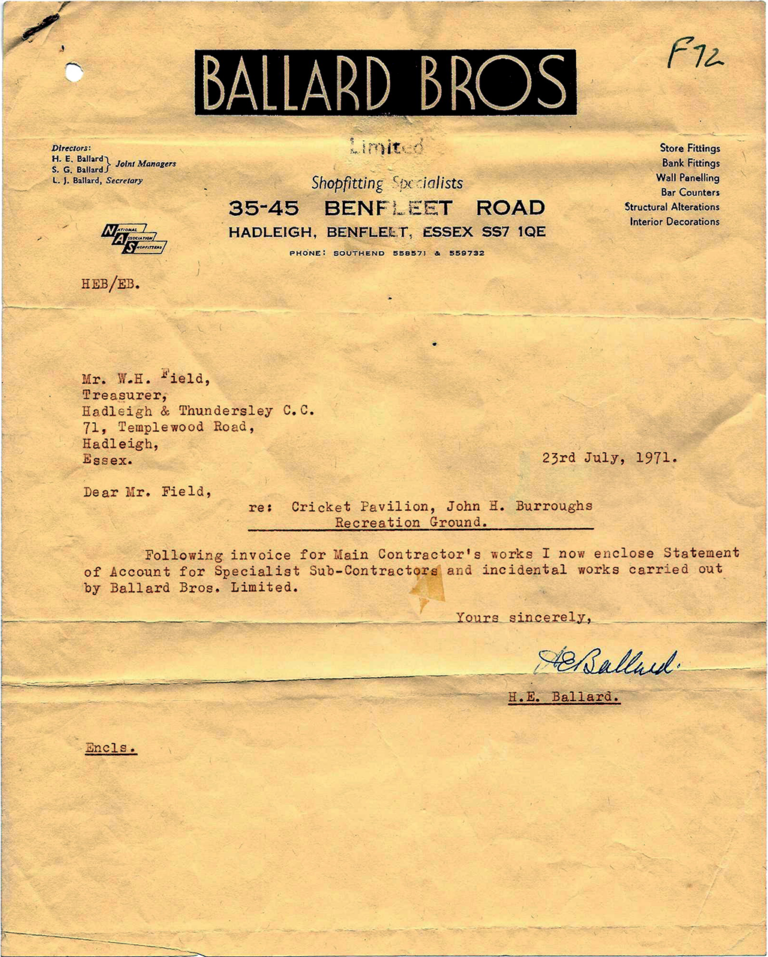 F72
BALLARD BROS
Limited
Directors:
H. E. Ballard } Joint Managers
S. G. Ballard
L. J. Ballard, Secretary
Shopfitting Specialists
35-45 BENFLEET ROAD
HADLEIGH, BENFLEET, ESSEX SS7 1QE
PHONE: SOUTHEND 558571 & 559732
Store Fittings
Bank Fittings
Wall Panelling
Bar Counters
Structural Alterations
Interior Decorations
NATIONAL
ASSOCIATION
SHOPFITTERS
HEB/EB.
Mr. W.H. Field,
Treasurer,
Hadleigh & Thundersley C.C.
71, Templewood Road,
Hadleigh,
Essex.
23rd July, 1971.
Dear Mr. Field,
re: Cricket Pavilion, John H. Burroughs
Recreation Ground.
Following invoice for Main Contractor's works I now enclose Statement
of Account for Specialist Sub-Contractors and incidental works carried out
by Ballard Bros. Limited.
Yours sincerely,
HEBallard.
H.E. Ballard.
Encls.